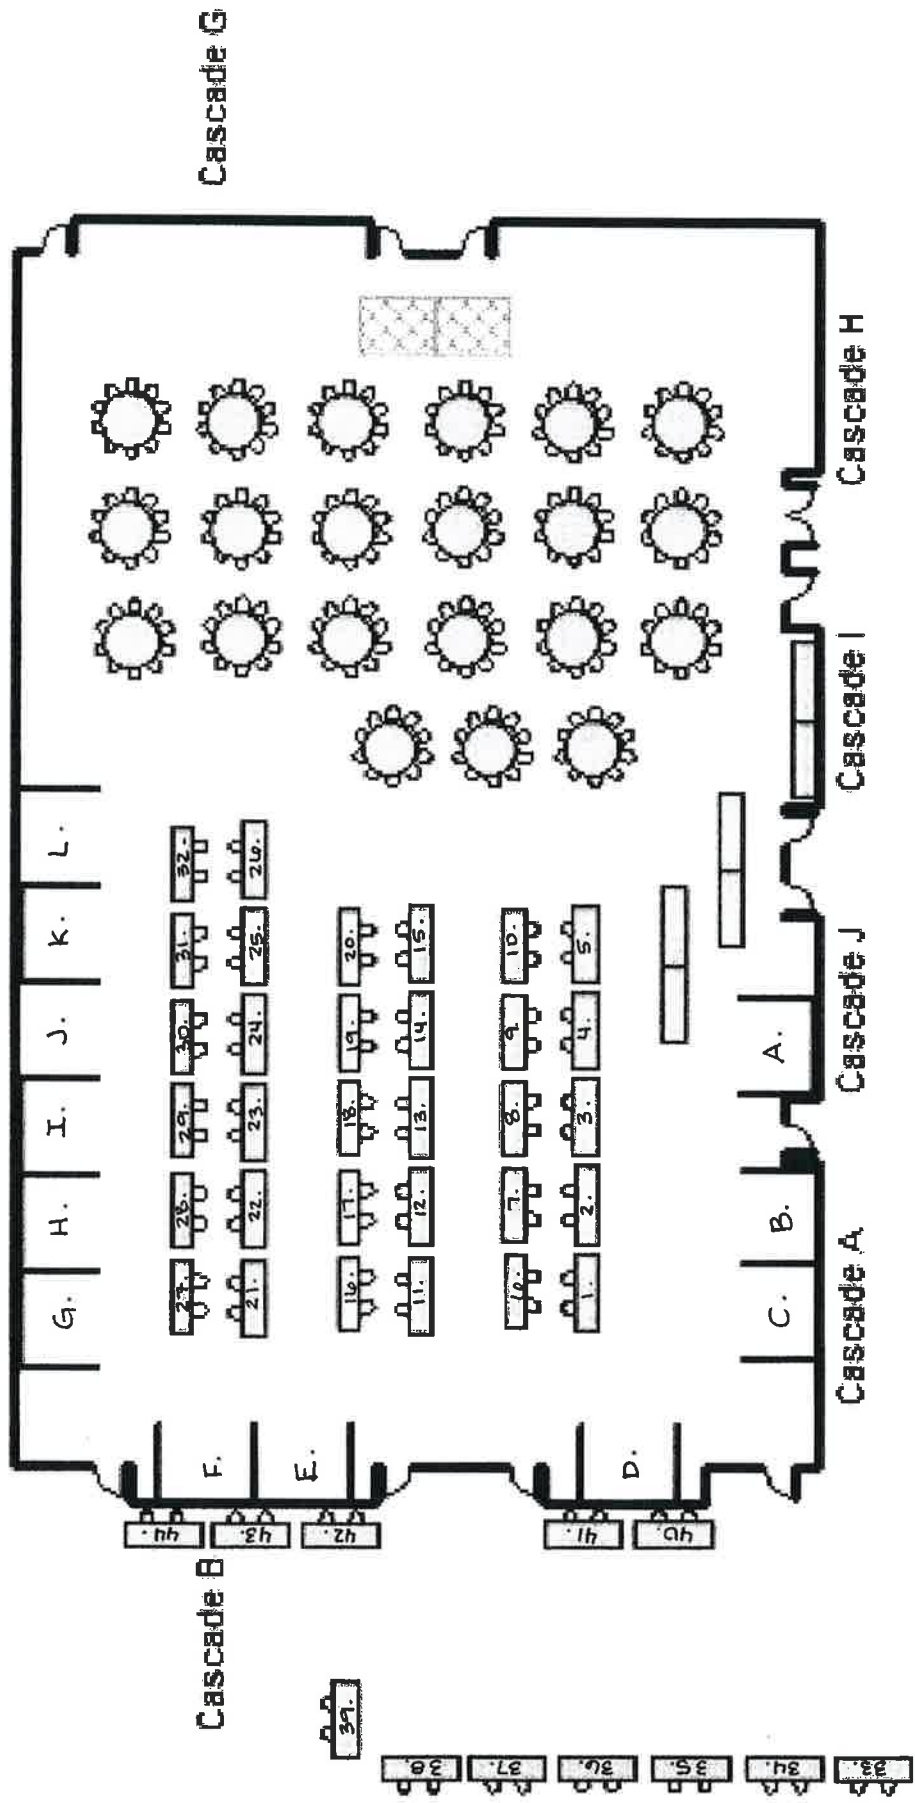 G. H. I. J. K. L.
27. 28. 29. 30. 31. 32.
21. 22. 23. 24. 25. 26.
16. 17. 18. 19. 20.
11. 12. 13. 14. 15.
6. 7. 8. 9. 10.
1. 2. 3. 4. 5.
C. B. A.
F.
E.
D.
44.
43.
42.
41.
40.
39.
38.
37.
36.
35.
34.
33.
Cascade B
Cascade G
Cascade A
Cascade J
Cascade I
Cascade H